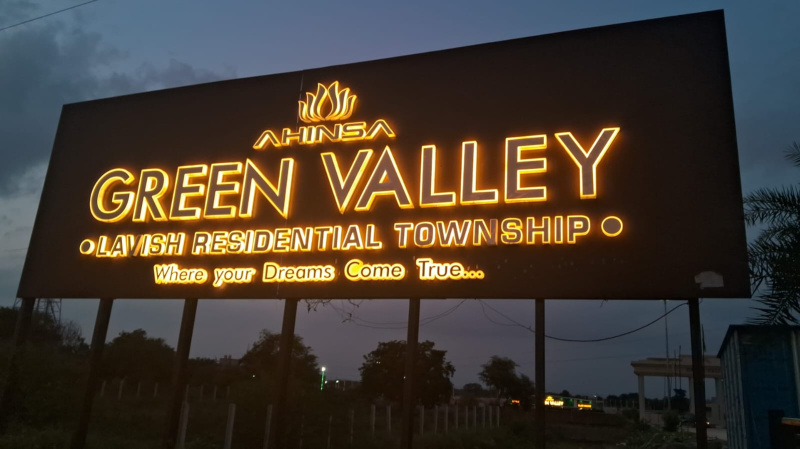 AHINSA
GREEN VALLEY
LAVISH RESIDENTIAL TOWNSHIP
Where your Dreams Come True...